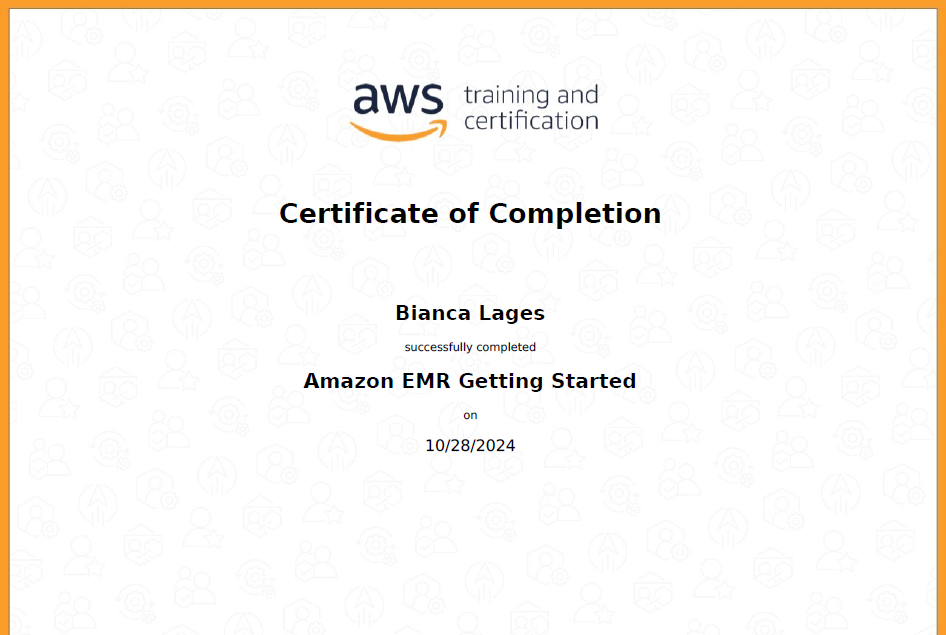 aws training and
certification
Certificate of Completion
Bianca Lages
successfully completed
Amazon EMR Getting Started
on
10/28/2024